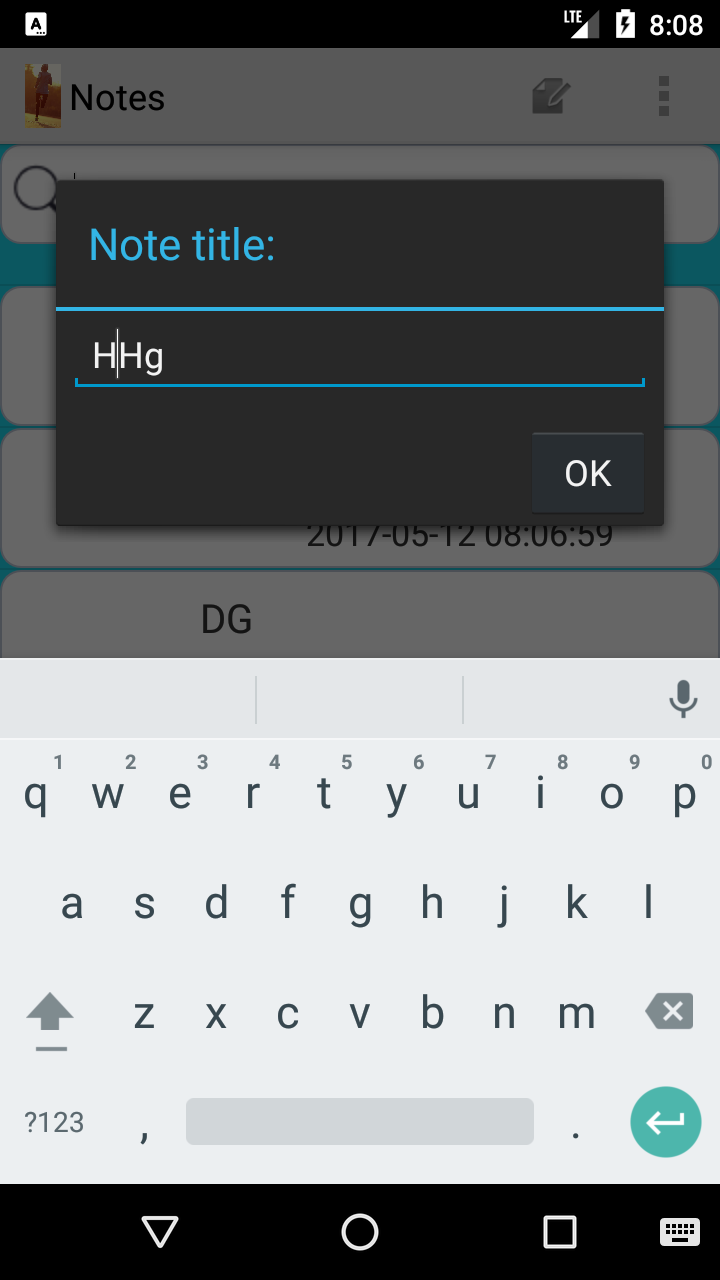 LTE 8:08
Notes
Note title:
HHg
OK
2017-05-12 08:06:59
DG
1 2 3 4 5 6 7 8 9 0
q w e r t y u i o p
a s d f g h j k l
z x c v b n m
?123 , .